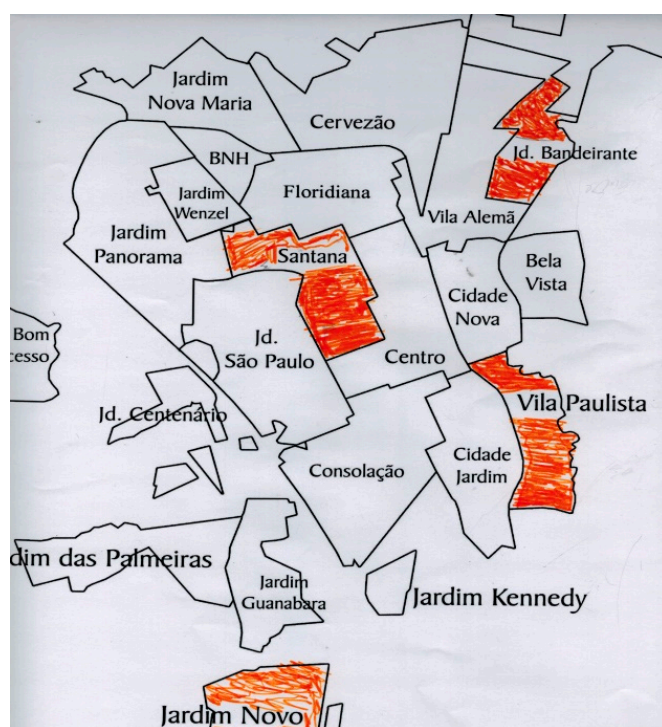 Jardim
Nova Maria
Cervezão
BNH
Jd. Bandeirante
Jardim
Wenzel
Floridiana
Vila Alemã
Jardim
Panorama
Santana
Bela
Vista
Cidade
Nova
Bom
cesso
Jd.
São Paulo
Centro
Vila Paulista
Jd. Centenário
Cidade
Jardim
Consolação
dim das Palmeiras
Jardim
Guanabara
Jardim Kennedy
Jardim Novo